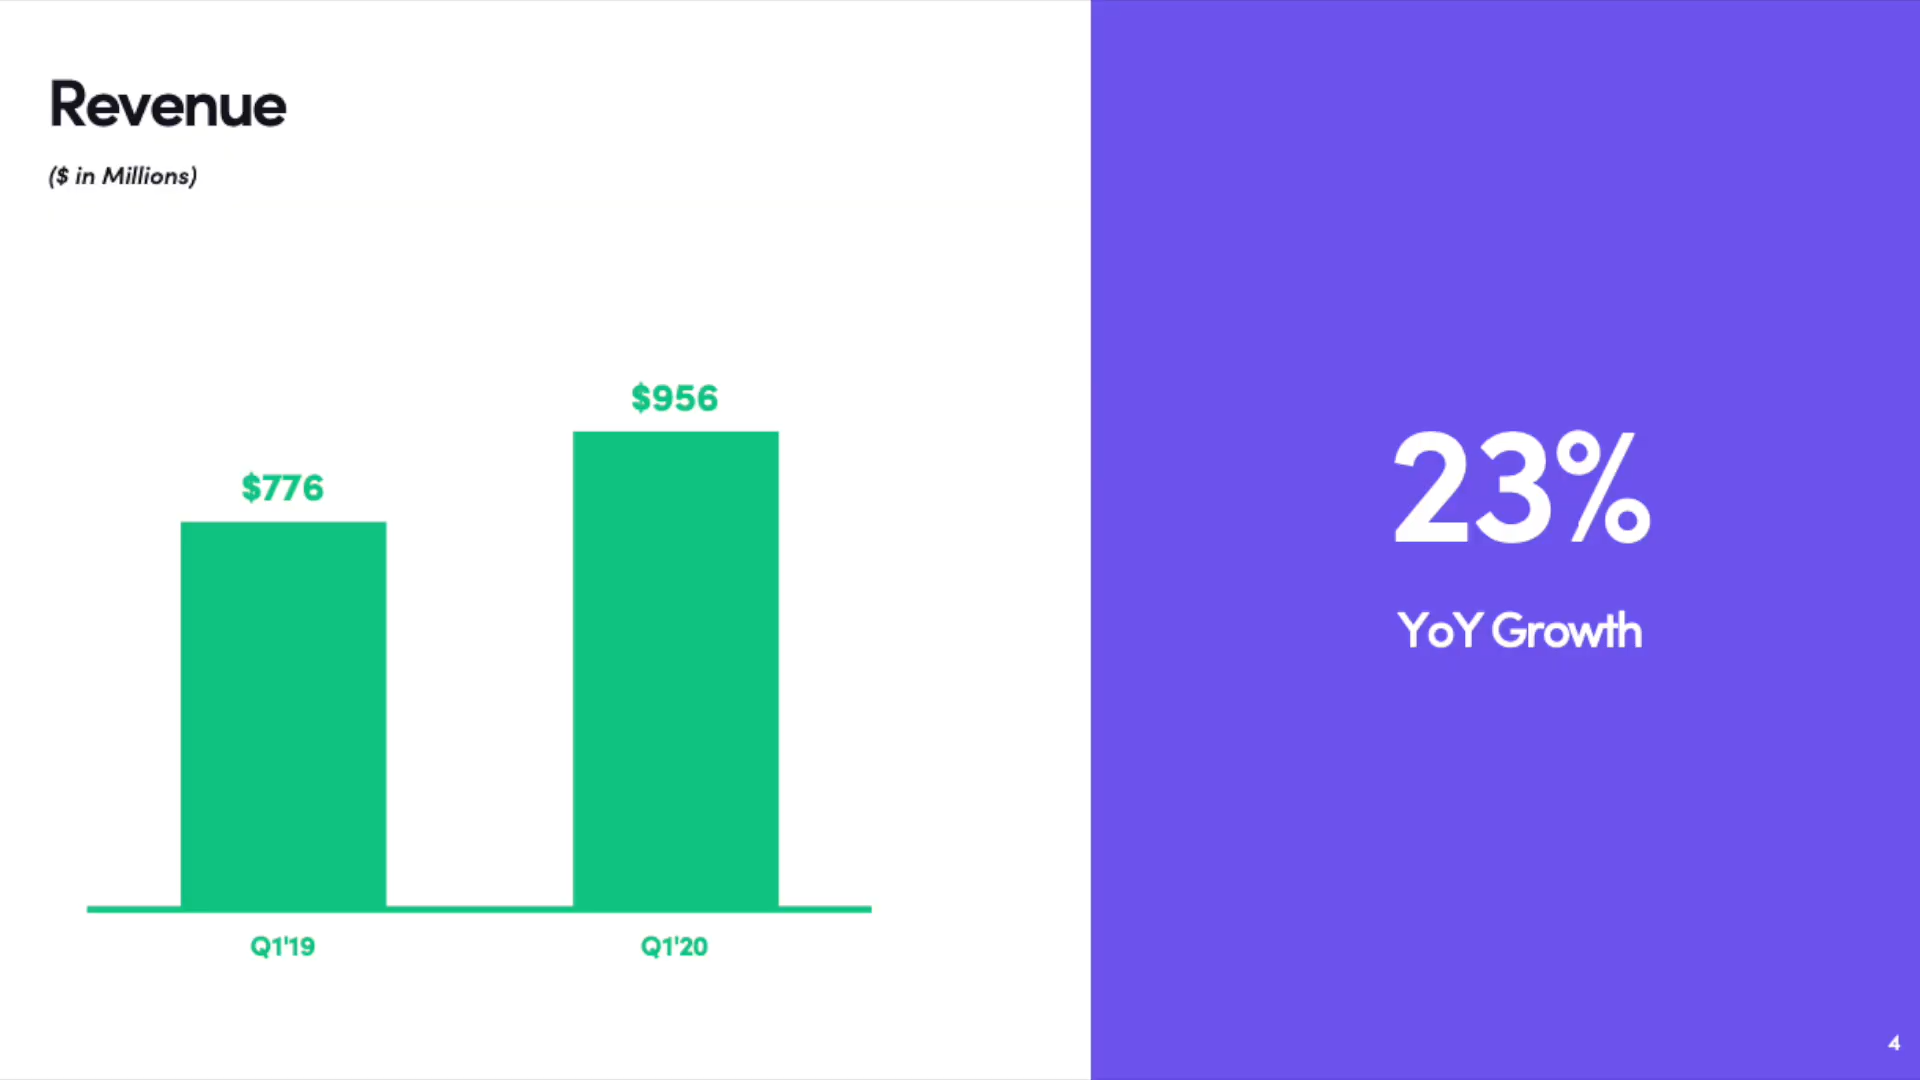 Revenue
($ in Millions)
$776
$956
Q1'19
Q1'20
23%
YoY Growth
4